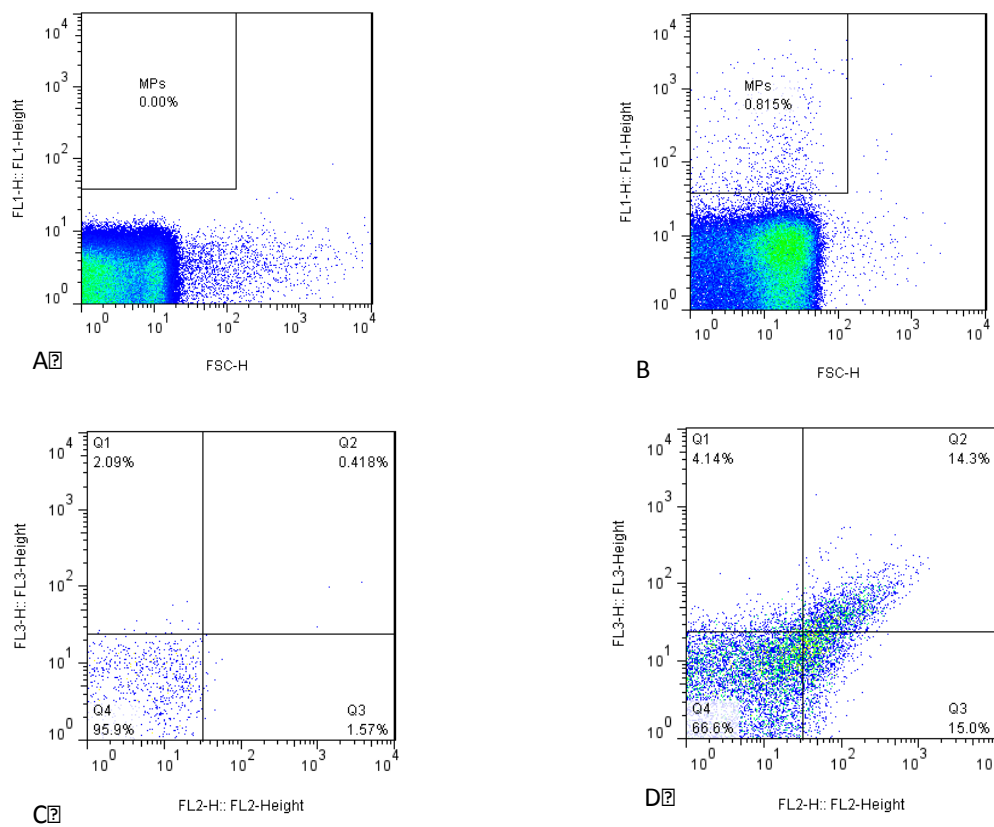 10⁴
10³
10²
10¹
10⁰
FL1-H:: FL1-Height
MPs
0.00%
10⁰ 10¹ 10² 10³ 10⁴
FSC-H
A⍰
10⁴
10³
10²
10¹
10⁰
FL1-H:: FL1-Height
MPs
0.815%
10⁰ 10¹ 10² 10³ 10⁴
FSC-H
B
10⁴
10³
10²
10¹
10⁰
FL3-H:: FL3-Height
Q1
2.09%
Q2
0.418%
Q4
95.9%
Q3
1.57%
10⁰ 10¹ 10² 10³ 10⁴
FL2-H:: FL2-Height
C⍰
10⁴
10³
10²
10¹
10⁰
FL3-H:: FL3-Height
Q1
4.14%
Q2
14.3%
Q4
66.6%
Q3
15.0%
10⁰ 10¹ 10² 10³ 10
FL2-H:: FL2-Height
D⍰